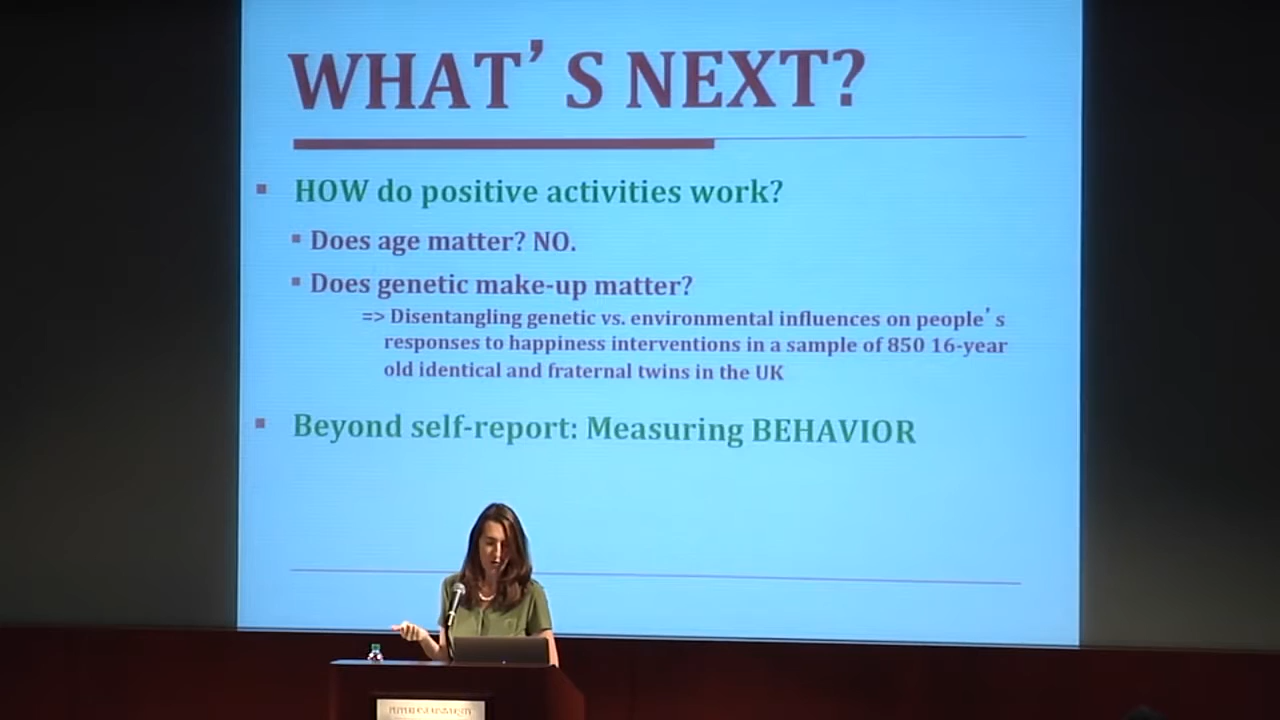 WHAT’S NEXT?
HOW do positive activities work?
Does age matter? NO.
Does genetic make-up matter?
=> Disentangling genetic vs. environmental influences on people’s
responses to happiness interventions in a sample of 850 16-year
old identical and fraternal twins in the UK
Beyond self-report: Measuring BEHAVIOR